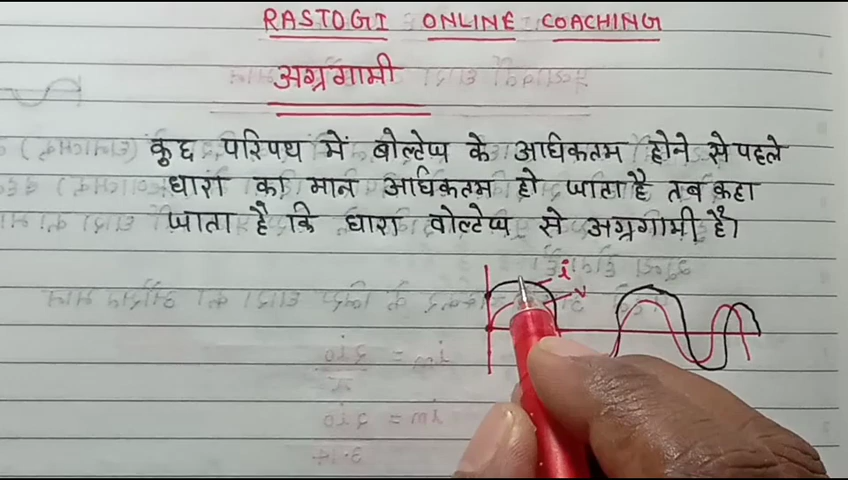 RASTOGI ONLINE COACHING
अग्रगामी
कुछ परिपथ में वोल्टेज के अधिकतम होने से पहले
धारा का मान अधिकतम हो जाता है तब कहा
जाता है कि धारा वोल्टेज से अग्रगामी है।
i
v